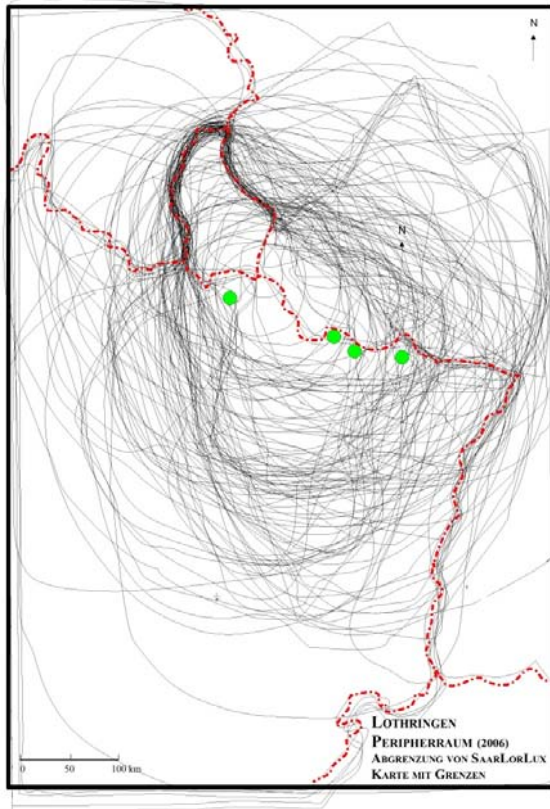 N
N
0 50 100 km
LOTHRINGEN
PERIPHERRAUM (2006)
ABGRENZUNG VON SAARLORLUX
KARTE MIT GRENZEN